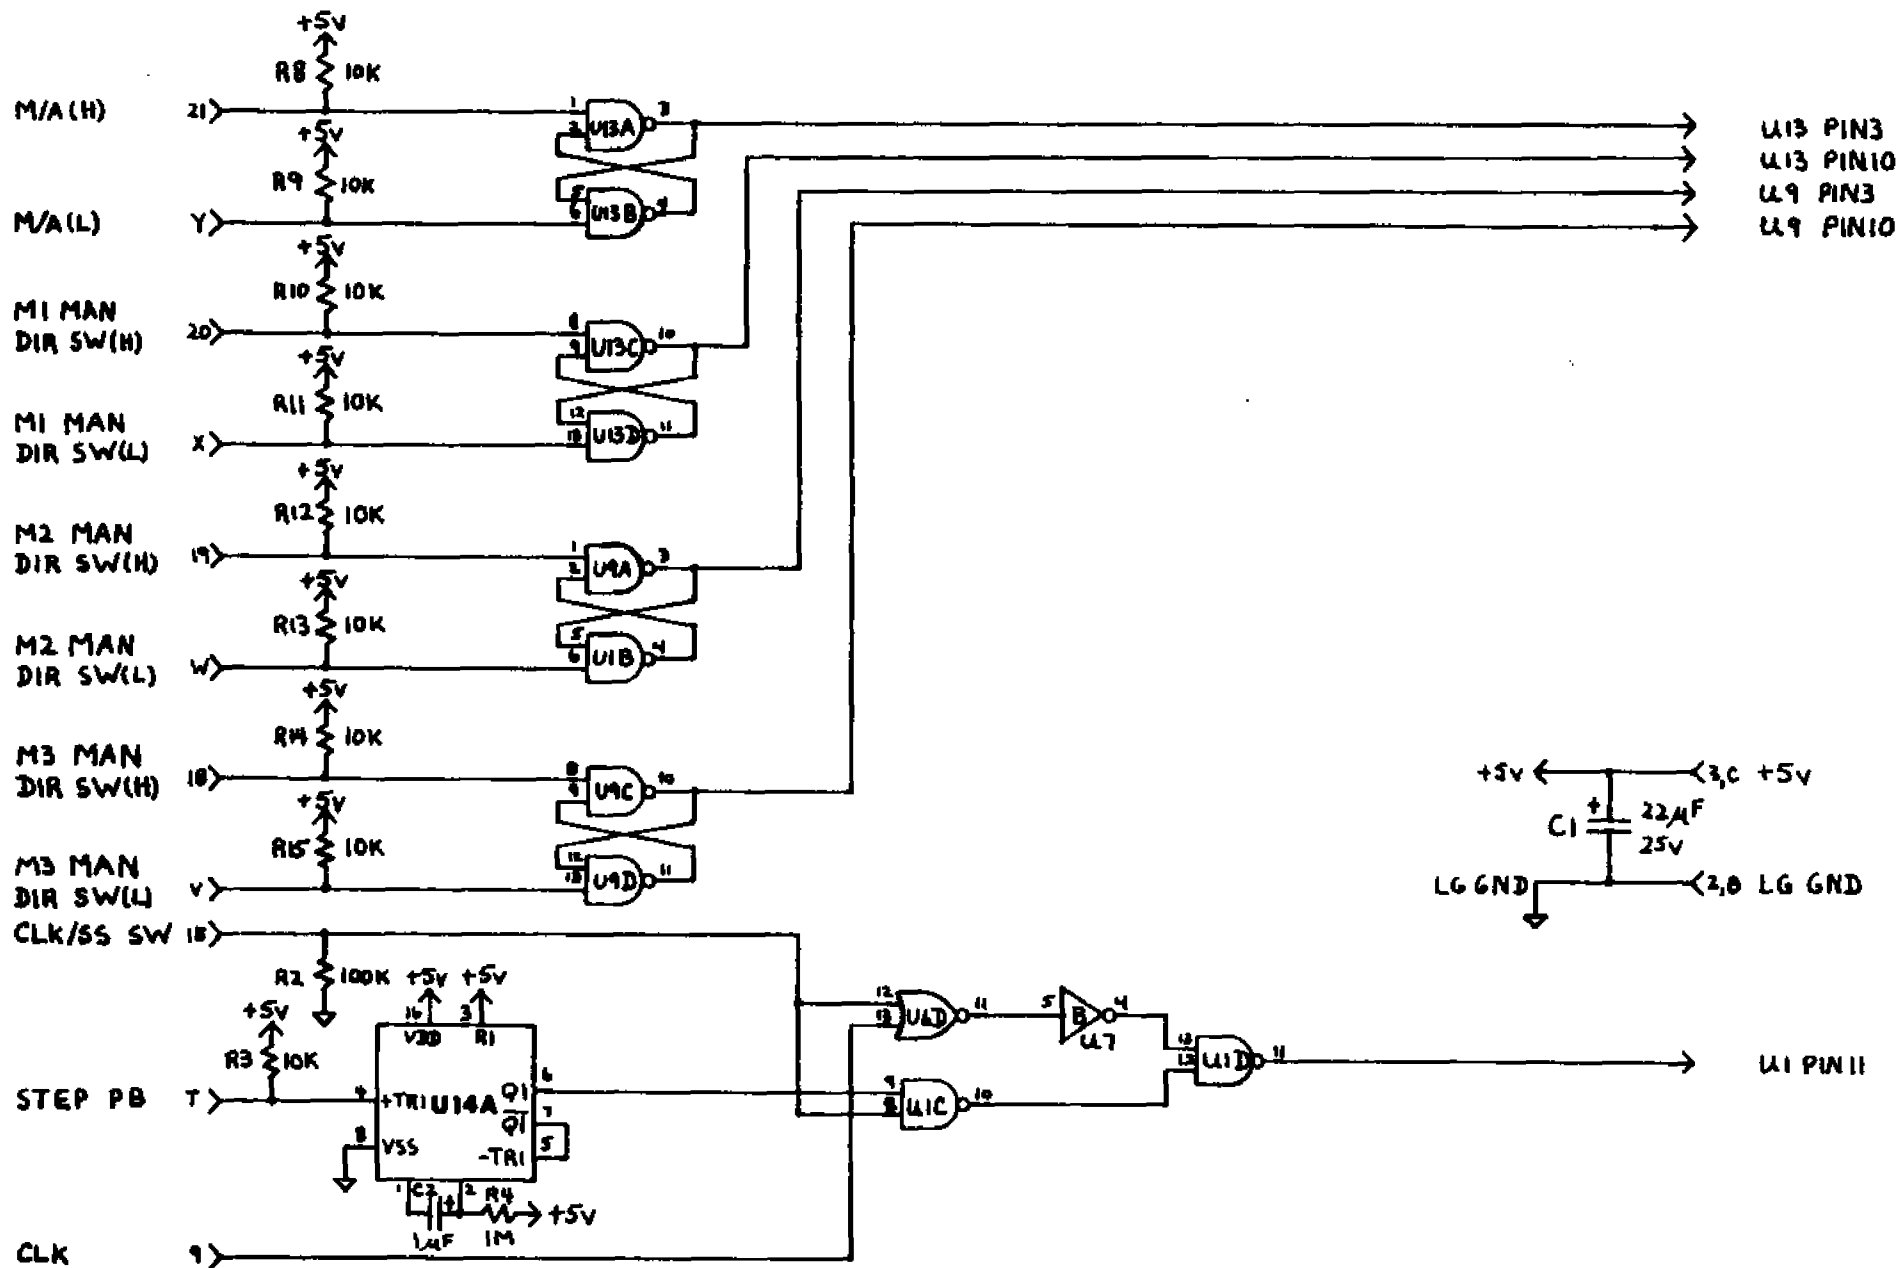 +5V
R8 10K
M/A(H) 21
1 3
2 U13A
+5V
U13 PIN3
U13 PIN10
R9 10K
U9 PIN3
5
6 U13B 4
M/A(L) Y
U9 PIN10
+5V
R10 10K
M1 MAN
DIR SW(H) 20
8
9 U13C 10
+5V
R11 10K
M1 MAN
DIR SW(L) X
12
13 U13D 11
+5V
R12 10K
M2 MAN
DIR SW(H) 19
1
2 U9A 3
+5V
R13 10K
M2 MAN
DIR SW(L) W
5
6 U1B 4
+5V
R14 10K
M3 MAN
DIR SW(H) 18
8
9 U9C 10
+5V
R15 10K
M3 MAN
DIR SW(L) V
12
13 U9D 11
+5V 3,C +5V
+
C1 22µF
25V
LG GND 2,B LG GND
CLK/SS SW
R2 100K
+5V +5V
16 3
VDD R1
+5V
R3 10K
STEP PB T
4 +TR1 U14A Q1 6
Q1 7
8 VSS
-TR1 5
1 C2 + 2 R4 +5V
1µF 1M
12
13 U6D 11
5 B 4
U7
9
8 U1C 10
13
12 U1D 11
U1 PIN11
CLK 9